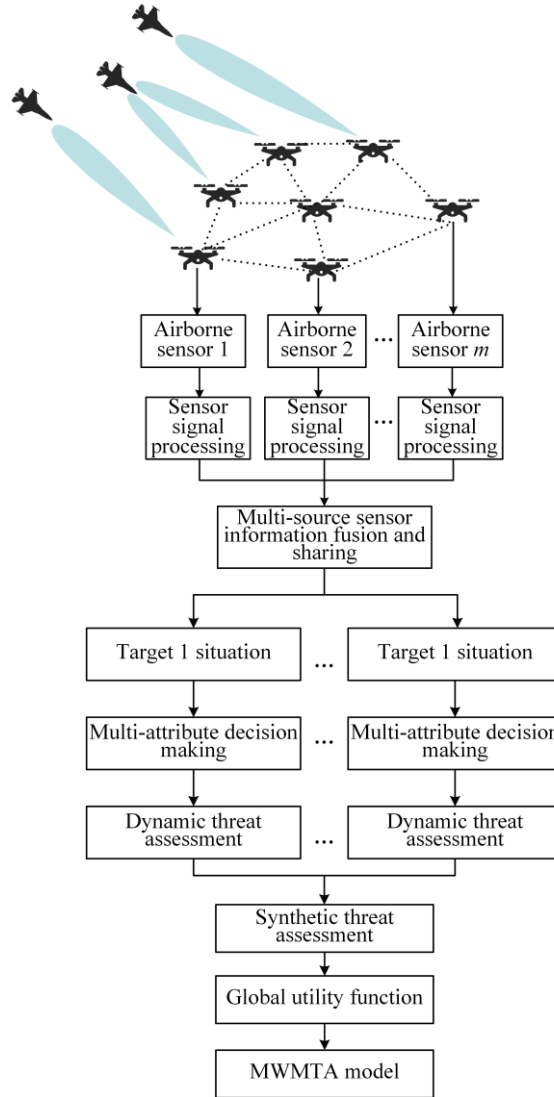 Airborne
sensor 1
Airborne
sensor 2
...
Airborne
sensor m
Sensor
signal
processing
Sensor
signal
processing
...
Sensor
signal
processing
Multi-source sensor
information fusion and
sharing
Target 1 situation
...
Target 1 situation
Multi-attribute decision
making
...
Multi-attribute decision
making
Dynamic threat
assessment
...
Dynamic threat
assessment
Synthetic threat
assessment
Global utility function
MWMTA model